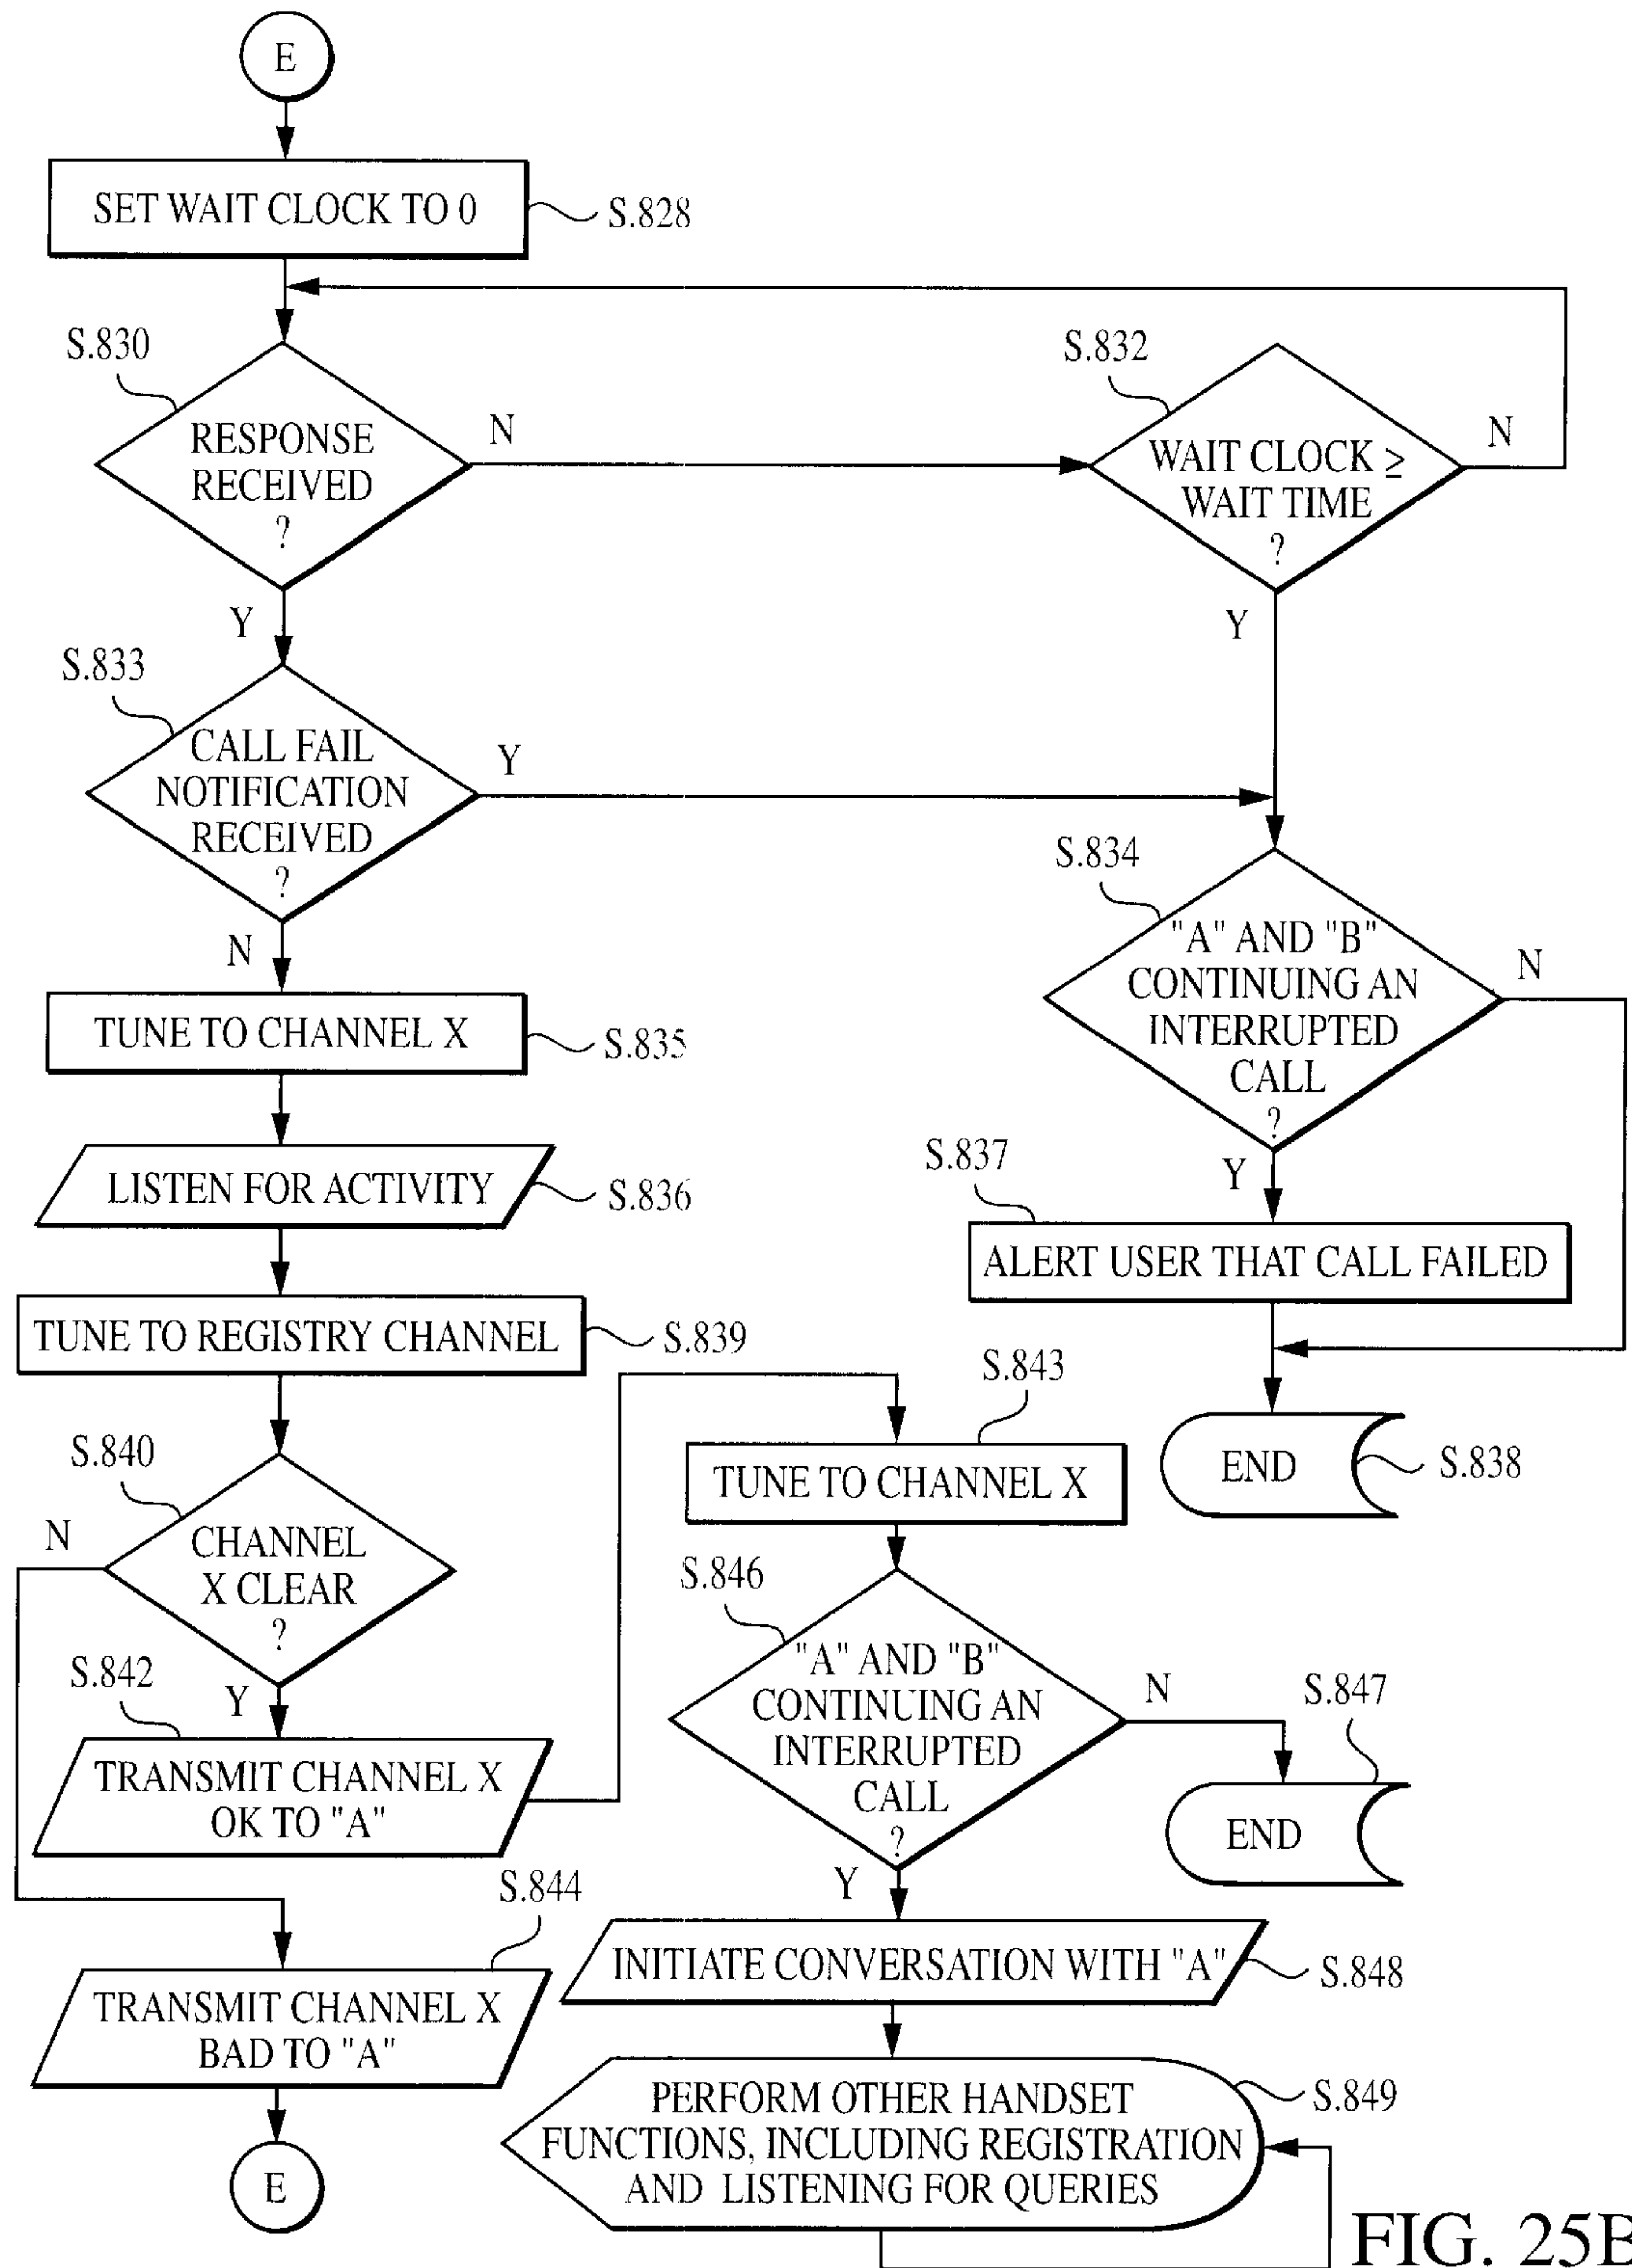 E
SET WAIT CLOCK TO 0
S.828
S.830
RESPONSE
RECEIVED
?
N
Y
S.832
WAIT CLOCK ≥
WAIT TIME
?
N
Y
S.833
CALL FAIL
NOTIFICATION
RECEIVED
?
Y
N
S.834
"A" AND "B"
CONTINUING AN
INTERRUPTED
CALL
?
N
Y
TUNE TO CHANNEL X
S.835
LISTEN FOR ACTIVITY
S.836
S.837
ALERT USER THAT CALL FAILED
TUNE TO REGISTRY CHANNEL
S.839
END
S.838
S.840
CHANNEL
X CLEAR
?
N
Y
S.842
TRANSMIT CHANNEL X
OK TO "A"
S.843
TUNE TO CHANNEL X
S.846
"A" AND "B"
CONTINUING AN
INTERRUPTED
CALL
?
N
Y
S.847
END
S.844
TRANSMIT CHANNEL X
BAD TO "A"
E
INITIATE CONVERSATION WITH "A"
S.848
PERFORM OTHER HANDSET
FUNCTIONS, INCLUDING REGISTRATION
AND LISTENING FOR QUERIES
S.849
FIG. 25B